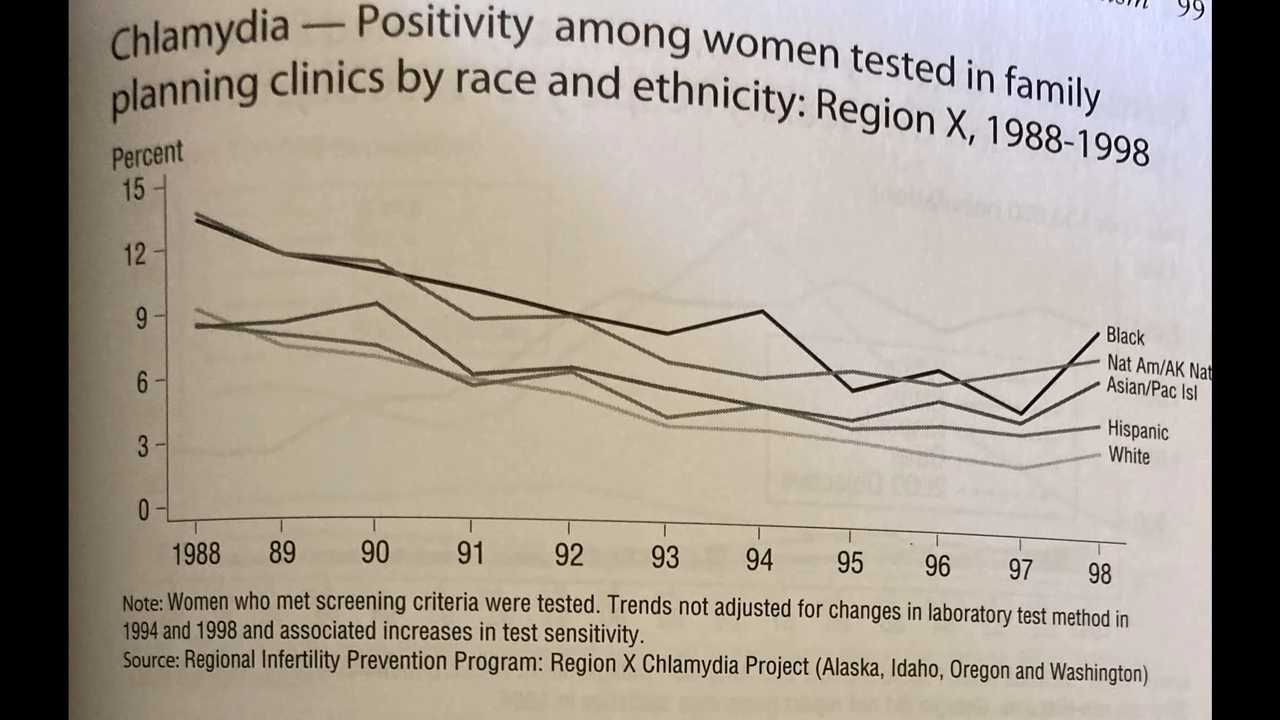 99
Chlamydia — Positivity among women tested in family
planning clinics by race and ethnicity: Region X, 1988-1998
Percent
15
12
9
6
3
0
Black
Nat Am/AK Nat
Asian/Pac Isl
Hispanic
White
1988 89 90 91 92 93 94 95 96 97 98
Note: Women who met screening criteria were tested. Trends not adjusted for changes in laboratory test method in
1994 and 1998 and associated increases in test sensitivity.
Source: Regional Infertility Prevention Program: Region X Chlamydia Project (Alaska, Idaho, Oregon and Washington)